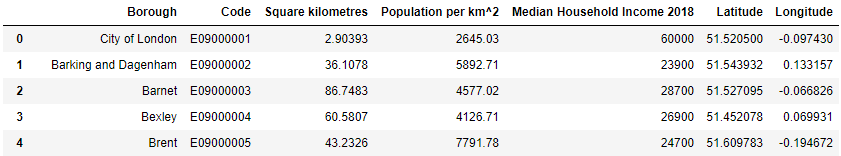 Borough Code Square kilometres Population per km^2 Median Household Income 2018 Latitude Longitude
0 City of London E09000001 2.90393 2645.03 60000 51.520500 -0.097430
1 Barking and Dagenham E09000002 36.1078 5892.71 23900 51.543932 0.133157
2 Barnet E09000003 86.7483 4577.02 28700 51.527095 -0.066826
3 Bexley E09000004 60.5807 4126.71 26900 51.452078 0.069931
4 Brent E09000005 43.2326 7791.78 24700 51.609783 -0.194672